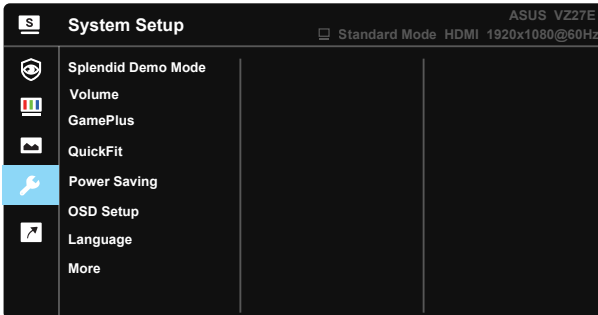 S
System Setup
ASUS VZ27E
Standard Mode HDMI 1920x1080@60Hz
Splendid Demo Mode
Volume
GamePlus
QuickFit
Power Saving
OSD Setup
Language
More